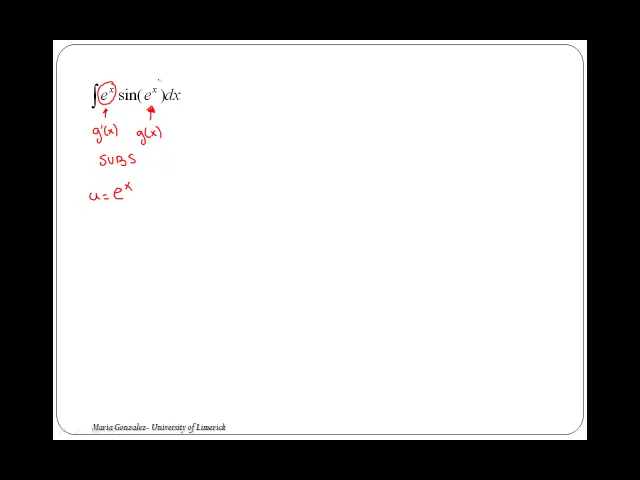 ∫ e^x sin( e^x )dx
g'(x) g(x)
SUBS
u = e^x
Maria Gonzalez- University of Limerick